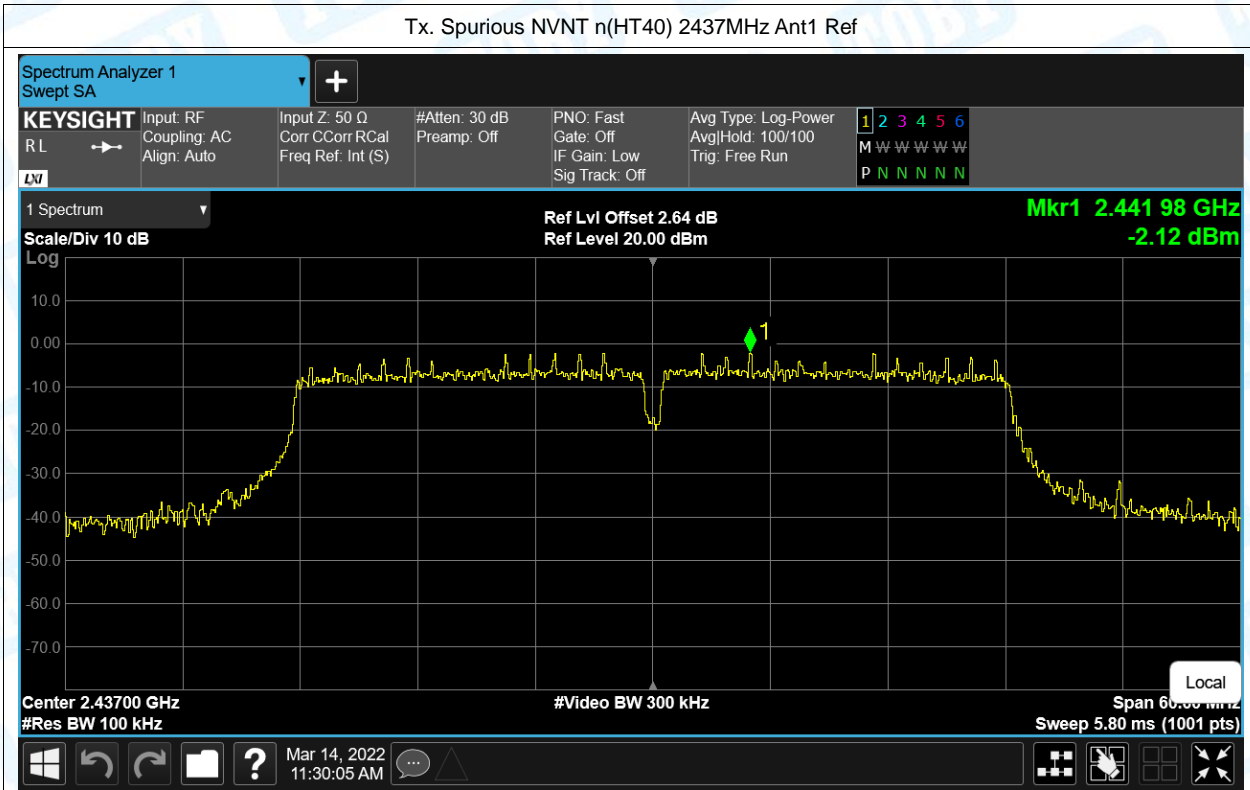 Tx. Spurious NVNT n(HT40) 2437MHz Ant1 Ref
Spectrum Analyzer 1
Swept SA
KEYSIGHT
R L
LXI
Input: RF
Coupling: AC
Align: Auto
Input Z: 50 Ω
Corr CCorr RCal
Freq Ref: Int (S)
#Atten: 30 dB
Preamp: Off
PNO: Fast
Gate: Off
IF Gain: Low
Sig Track: Off
Avg Type: Log-Power
Avg|Hold: 100/100
Trig: Free Run
1 2 3 4 5 6
M W W W W W
P N N N N N
1 Spectrum
Scale/Div 10 dB
Ref Lvl Offset 2.64 dB
Ref Level 20.00 dBm
Mkr1 2.441 98 GHz
-2.12 dBm
Log
10.0
0.00
-10.0
-20.0
-30.0
-40.0
-50.0
-60.0
-70.0
1
Center 2.43700 GHz
#Res BW 100 kHz
#Video BW 300 kHz
Local
Span 60.00 MHz
Sweep 5.80 ms (1001 pts)
?
Mar 14, 2022
11:30:05 AM